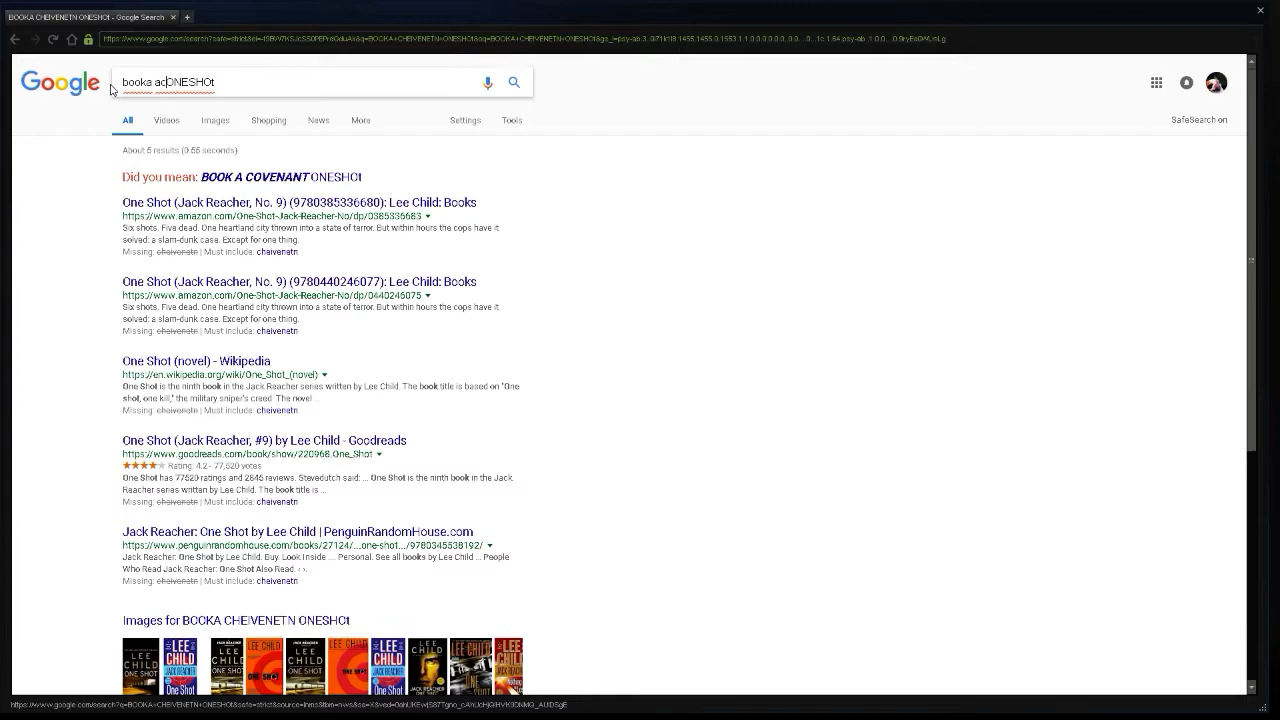 BOOKA CHEIVENETN ONESHOt - Google Search
Google
booka acONESHOt
All Videos Images Shopping News More Settings Tools
SafeSearch on
About 5 results (0.55 seconds)
Did you mean: BOOK A COVENANT ONESHOt
One Shot (Jack Reacher, No. 9) (9780385336680): Lee Child: Books
https://www.amazon.com/One-Shot-Jack-Reacher-No/dp/0385336683
Six shots. Five dead. One heartland city thrown into a state of terror. But within hours the cops have it
solved: a slam-dunk case. Except for one thing.
Missing: cheivenetn | Must include: cheivenetn
One Shot (Jack Reacher, No. 9) (9780440246077): Lee Child: Books
https://www.amazon.com/One-Shot-Jack-Reacher-No/dp/0440246075
Six shots. Five dead. One heartland city thrown into a state of terror. But within hours the cops have it
solved: a slam-dunk case. Except for one thing.
Missing: cheivenetn | Must include: cheivenetn
One Shot (novel) - Wikipedia
https://en.wikipedia.org/wiki/One_Shot_(novel)
One Shot is the ninth book in the Jack Reacher series written by Lee Child. The book title is based on "One
shot, one kill," the military sniper's creed. The novel ...
Missing: cheivenetn | Must include: cheivenetn
One Shot (Jack Reacher, #9) by Lee Child - Goodreads
https://www.goodreads.com/book/show/220968.One_Shot
Rating: 4.2 - 77,520 votes
One Shot has 77520 ratings and 2845 reviews. Stevedutch said: ... One Shot is the ninth book in the Jack
Reacher series written by Lee Child. The book title is ...
Missing: cheivenetn | Must include: cheivenetn
Jack Reacher: One Shot by Lee Child | PenguinRandomHouse.com
https://www.penguinrandomhouse.com/books/27124/...one-shot.../9780345538192/
Jack Reacher: One Shot by Lee Child. Buy. Look Inside .... Personal. See all books by Lee Child ... People
Who Read Jack Reacher: One Shot Also Read. ‹ ›.
Missing: cheivenetn | Must include: cheivenetn
Images for BOOKA CHEIVENETN ONESHOt
LEE CHILD ONE SHOT
LEE CHILD One Shot